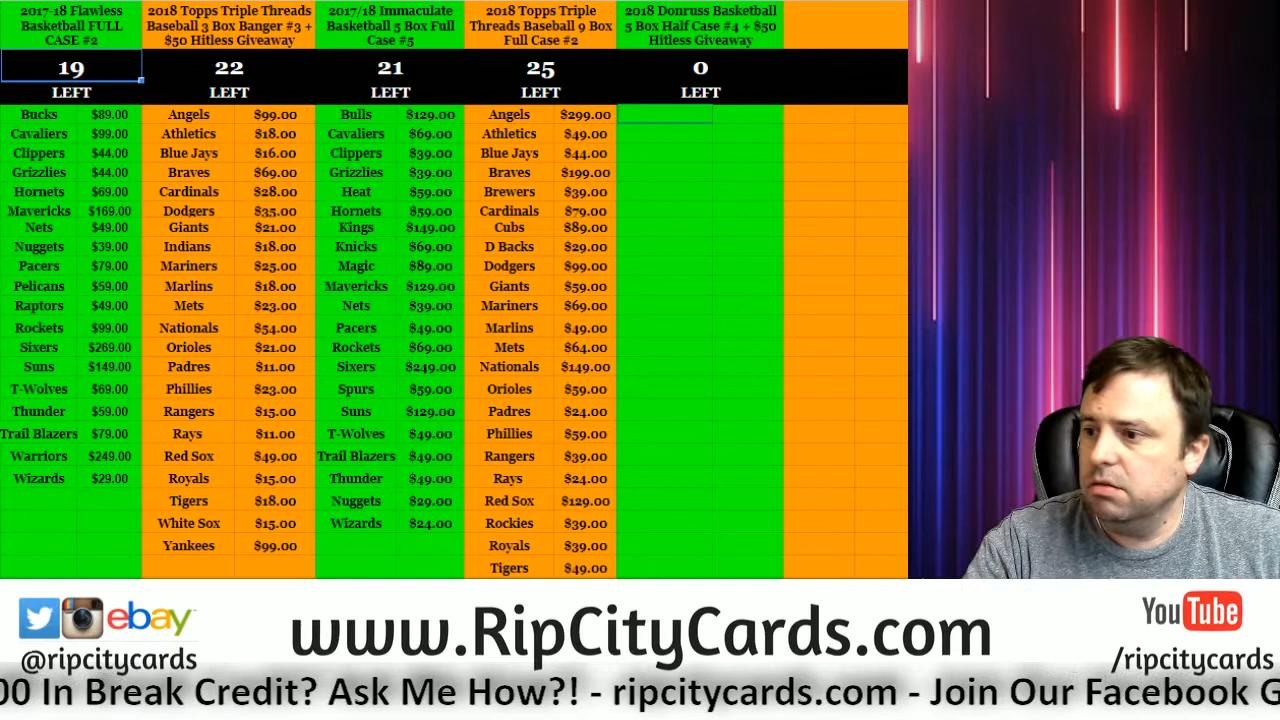 2017-18 Flawless Basketball FULL CASE #2
19
LEFT
Bucks $89.00
Cavaliers $99.00
Clippers $44.00
Grizzlies $44.00
Hornets $69.00
Mavericks $169.00
Nets $49.00
Nuggets $39.00
Pacers $79.00
Pelicans $59.00
Raptors $49.00
Rockets $99.00
Sixers $269.00
Suns $149.00
T-Wolves $69.00
Thunder $59.00
Trail Blazers $79.00
Warriors $249.00
Wizards $29.00
2018 Topps Triple Threads Baseball 3 Box Banger #3 + $50 Hitless Giveaway
22
LEFT
Angels $99.00
Athletics $18.00
Blue Jays $16.00
Braves $69.00
Cardinals $28.00
Dodgers $35.00
Giants $21.00
Indians $18.00
Mariners $25.00
Marlins $18.00
Mets $23.00
Nationals $54.00
Orioles $21.00
Padres $11.00
Phillies $23.00
Rangers $15.00
Rays $11.00
Red Sox $49.00
Royals $15.00
Tigers $18.00
White Sox $15.00
Yankees $99.00
2017/18 Immaculate Basketball 5 Box Full Case #5
21
LEFT
Bulls $129.00
Cavaliers $69.00
Clippers $39.00
Grizzlies $39.00
Heat $59.00
Hornets $59.00
Kings $149.00
Knicks $69.00
Magic $89.00
Mavericks $129.00
Nets $39.00
Pacers $49.00
Rockets $69.00
Sixers $249.00
Spurs $59.00
Suns $129.00
T-Wolves $49.00
Trail Blazers $49.00
Thunder $49.00
Nuggets $29.00
Wizards $24.00
2018 Topps Triple Threads Baseball 9 Box Full Case #2
25
LEFT
Angels $299.00
Athletics $49.00
Blue Jays $44.00
Braves $199.00
Brewers $39.00
Cardinals $79.00
Cubs $89.00
D Backs $29.00
Dodgers $99.00
Giants $59.00
Mariners $69.00
Marlins $49.00
Mets $64.00
Nationals $149.00
Orioles $59.00
Padres $24.00
Phillies $59.00
Rangers $39.00
Rays $24.00
Red Sox $129.00
Rockies $39.00
Royals $39.00
Tigers $49.00
2018 Donruss Basketball 5 Box Half Case #4 + $50 Hitless Giveaway
0
LEFT
ebay
@ripcitycards
www.RipCityCards.com
YouTube
/ripcitycards
00 In Break Credit? Ask Me How?! - ripcitycards.com - Join Our Facebook G